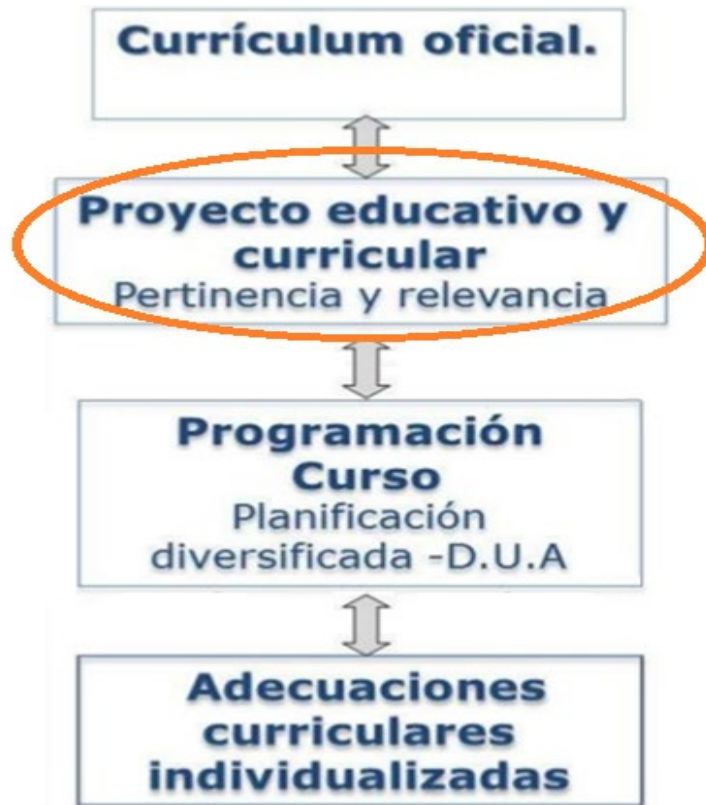 Currículum oficial.
Proyecto educativo y
curricular
Pertinencia y relevancia
Programación
Curso
Planificación
diversificada -D.U.A
Adecuaciones
curriculares
individualizadas